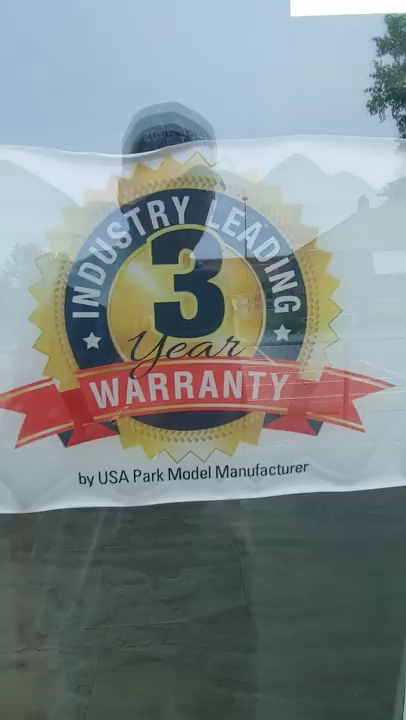 INDUSTRY LEADING
3
Year
WARRANTY
by USA Park Model Manufacturer